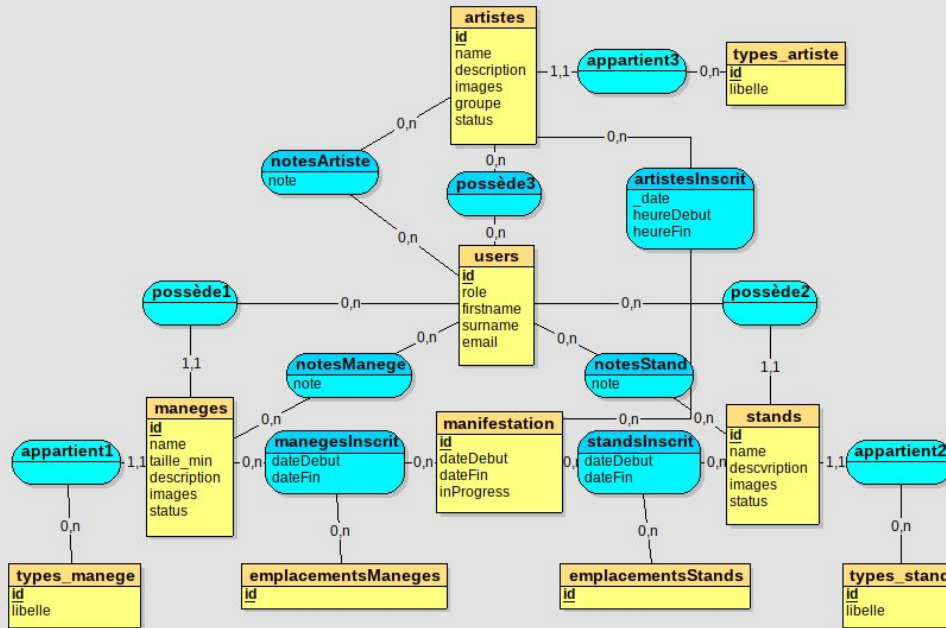 artistes
id
name
description
images
groupe
status
1,1
appartient3
0,n
types_artiste
id
libelle
0,n
0,n
0,n
notesArtiste
note
possède3
artistesInscrit
_date
heureDebut
heureFin
0,n
0,n
users
id
role
firstname
surname
email
possède1
0,n
0,n
possède2
0,n
0,n
notesManege
note
notesStand
note
1,1
1,1
maneges
id
name
taille_min
description
images
status
0,n
manifestation
id
dateDebut
dateFin
inProgress
0,n
0,n
stands
id
name
descvription
images
status
appartient1
1,1
0,n
manegesInscrit
dateDebut
dateFin
0,n
0,n
standsInscrit
dateDebut
dateFin
0,n
1,1
appartient2
0,n
0,n
0,n
0,n
types_manege
id
libelle
emplacementsManeges
id
emplacementsStands
id
types_stand
id
libelle